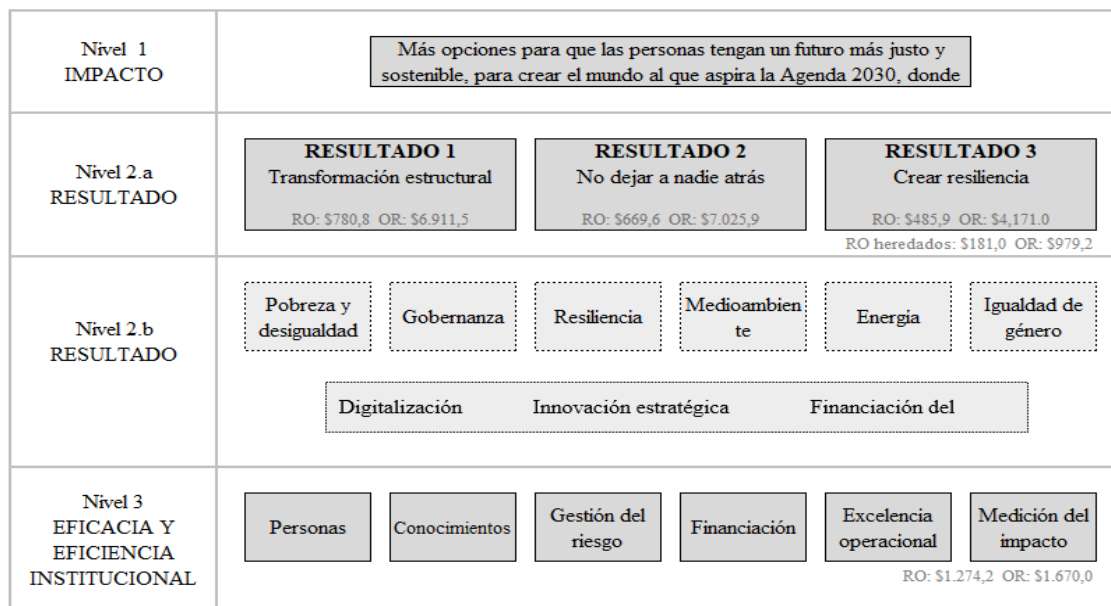 Nivel 1
IMPACTO
Más opciones para que las personas tengan un futuro más justo y
sostenible, para crear el mundo al que aspira la Agenda 2030, donde
Nivel 2.a
RESULTADO
RESULTADO 1
Transformación estructural
RO: $780,8 OR: $6.911,5
RESULTADO 2
No dejar a nadie atrás
RO: $669,6 OR: $7.025,9
RESULTADO 3
Crear resiliencia
RO: $485,9 OR: $4,171.0
RO heredados: $181,0 OR: $979,2
Nivel 2.b
RESULTADO
Pobreza y
desigualdad
Gobernanza
Resiliencia
Medioambien
te
Energía
Igualdad de
género
Digitalización Innovación estratégica Financiación del
Nivel 3
EFICACIA Y
EFICIENCIA
INSTITUCIONAL
Personas
Conocimientos
Gestión del
riesgo
Financiación
Excelencia
operacional
Medición del
impacto
RO: $1.274,2 OR: $1.670,0